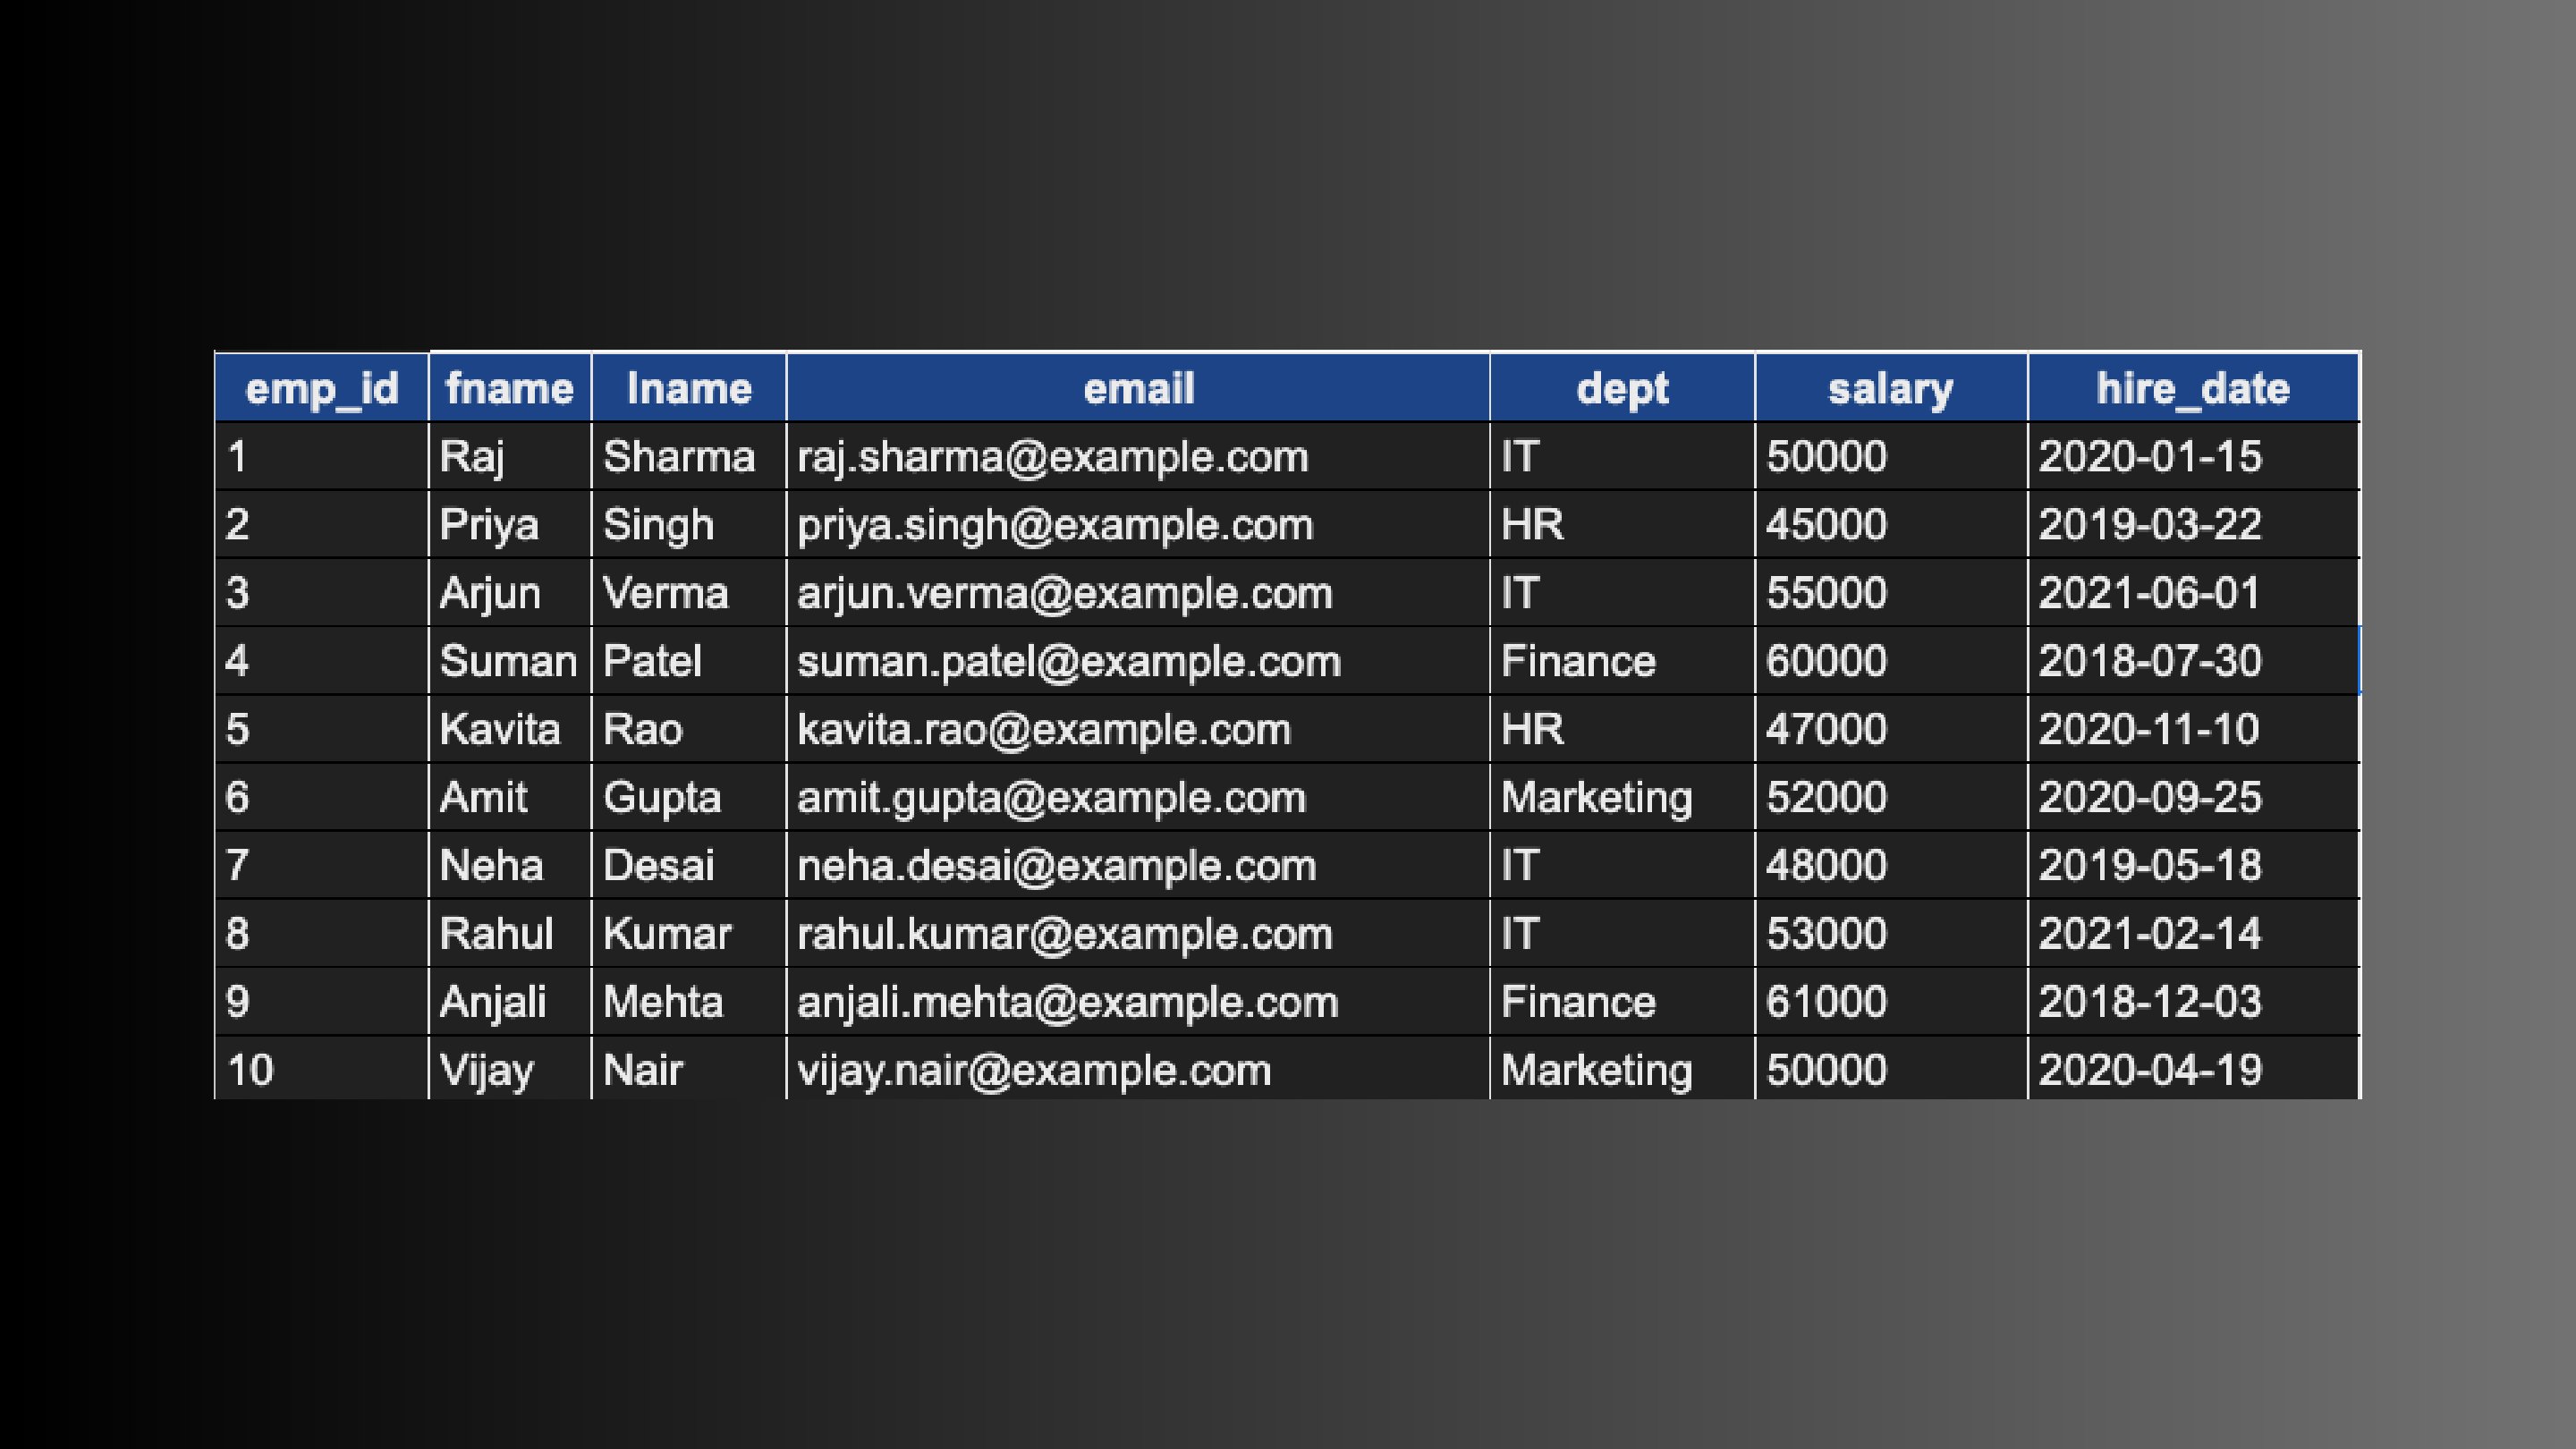 emp_id fname lname email dept salary hire_date
1 Raj Sharma raj.sharma@example.com IT 50000 2020-01-15
2 Priya Singh priya.singh@example.com HR 45000 2019-03-22
3 Arjun Verma arjun.verma@example.com IT 55000 2021-06-01
4 Suman Patel suman.patel@example.com Finance 60000 2018-07-30
5 Kavita Rao kavita.rao@example.com HR 47000 2020-11-10
6 Amit Gupta amit.gupta@example.com Marketing 52000 2020-09-25
7 Neha Desai neha.desai@example.com IT 48000 2019-05-18
8 Rahul Kumar rahul.kumar@example.com IT 53000 2021-02-14
9 Anjali Mehta anjali.mehta@example.com Finance 61000 2018-12-03
10 Vijay Nair vijay.nair@example.com Marketing 50000 2020-04-19